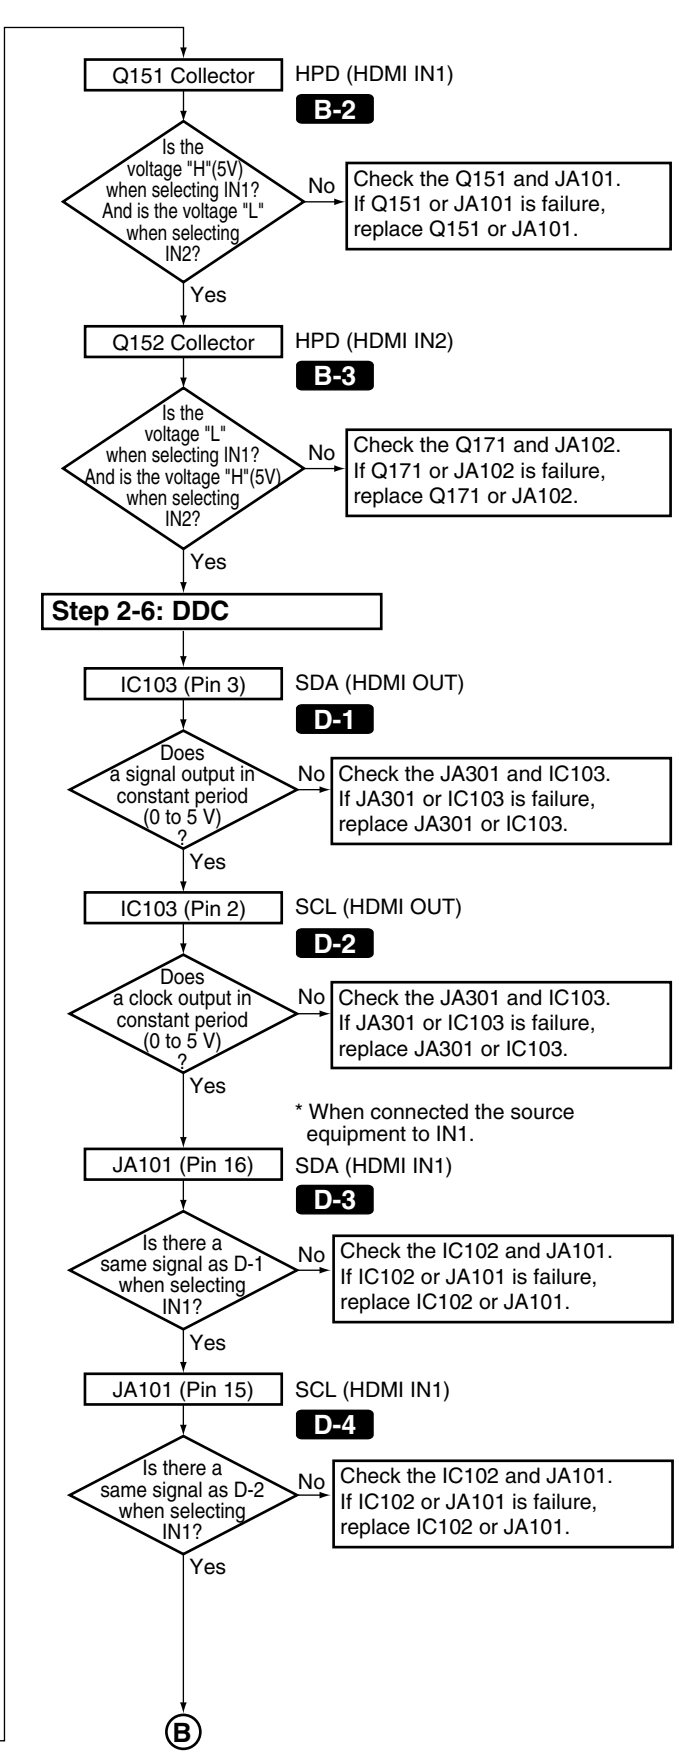 Q151 Collector
HPD (HDMI IN1)
B-2
Is the
voltage "H"(5V)
when selecting IN1?
And is the voltage "L"
when selecting
IN2?
No
Check the Q151 and JA101.
If Q151 or JA101 is failure,
replace Q151 or JA101.
Yes
Q152 Collector
HPD (HDMI IN2)
B-3
Is the
voltage "L"
when selecting IN1?
And is the voltage "H"(5V)
when selecting
IN2?
No
Check the Q171 and JA102.
If Q171 or JA102 is failure,
replace Q171 or JA102.
Yes
Step 2-6: DDC
IC103 (Pin 3)
SDA (HDMI OUT)
D-1
Does
a signal output in
constant period
(0 to 5 V)
?
No
Check the JA301 and IC103.
If JA301 or IC103 is failure,
replace JA301 or IC103.
Yes
IC103 (Pin 2)
SCL (HDMI OUT)
D-2
Does
a clock output in
constant period
(0 to 5 V)
?
No
Check the JA301 and IC103.
If JA301 or IC103 is failure,
replace JA301 or IC103.
Yes
* When connected the source
equipment to IN1.
JA101 (Pin 16)
SDA (HDMI IN1)
D-3
Is there a
same signal as D-1
when selecting
IN1?
No
Check the IC102 and JA101.
If IC102 or JA101 is failure,
replace IC102 or JA101.
Yes
JA101 (Pin 15)
SCL (HDMI IN1)
D-4
Is there a
same signal as D-2
when selecting
IN1?
No
Check the IC102 and JA101.
If IC102 or JA101 is failure,
replace IC102 or JA101.
Yes
B